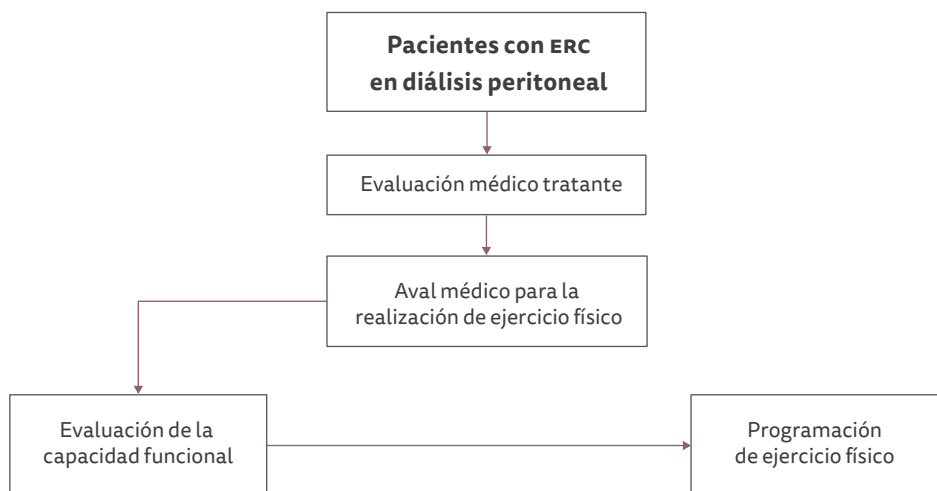 Pacientes con ERC
en diálisis peritoneal
Evaluación médico tratante
Aval médico para la
realización de ejercicio físico
Evaluación de la
capacidad funcional
Programación
de ejercicio físico